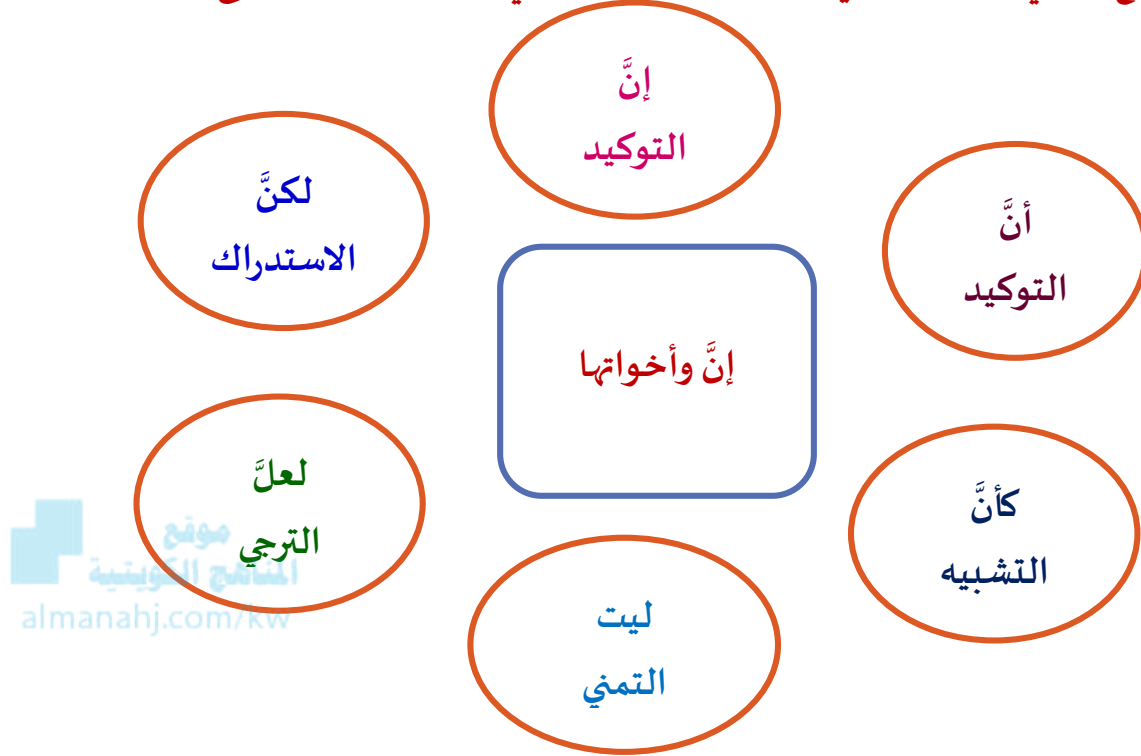 إنَّ
التوكيد
أنَّ
التوكيد
كأنَّ
التشبيه
ليت
التمني
لعلَّ
الترجي
لكنَّ
الاستدراك
إنَّ وأخواتها
موقع
المناهج الكويتية
almanahj.com/kw